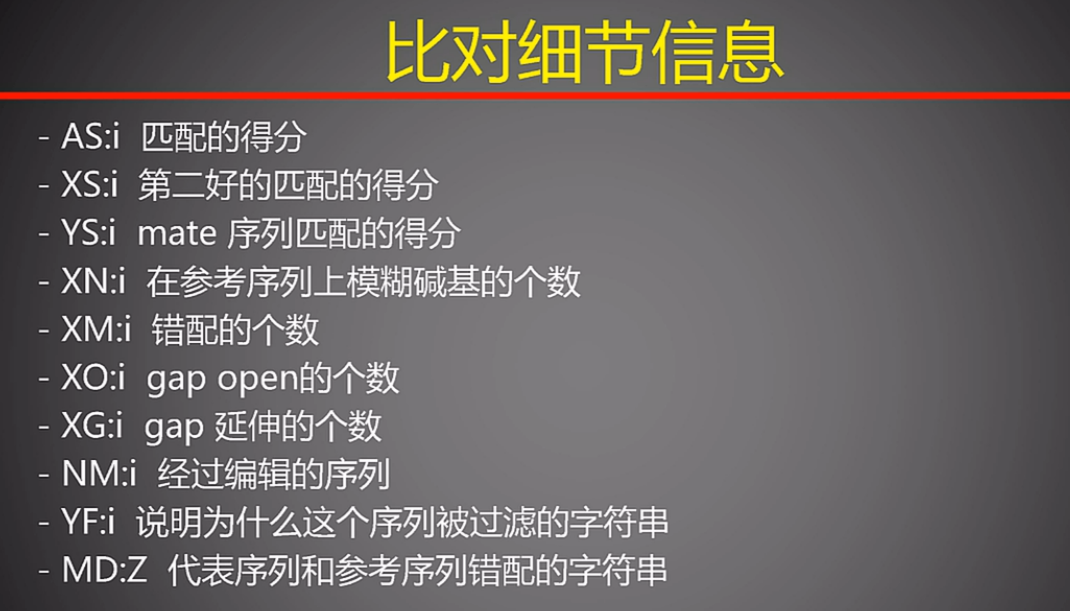 比对细节信息
- AS:i 匹配的得分
- XS:i 第二好的匹配的得分
- YS:i mate 序列匹配的得分
- XN:i 在参考序列上模糊碱基的个数
- XM:i 错配的个数
- XO:i gap open的个数
- XG:i gap 延伸的个数
- NM:i 经过编辑的序列
- YF:i 说明为什么这个序列被过滤的字符串
- MD:Z 代表序列和参考序列错配的字符串